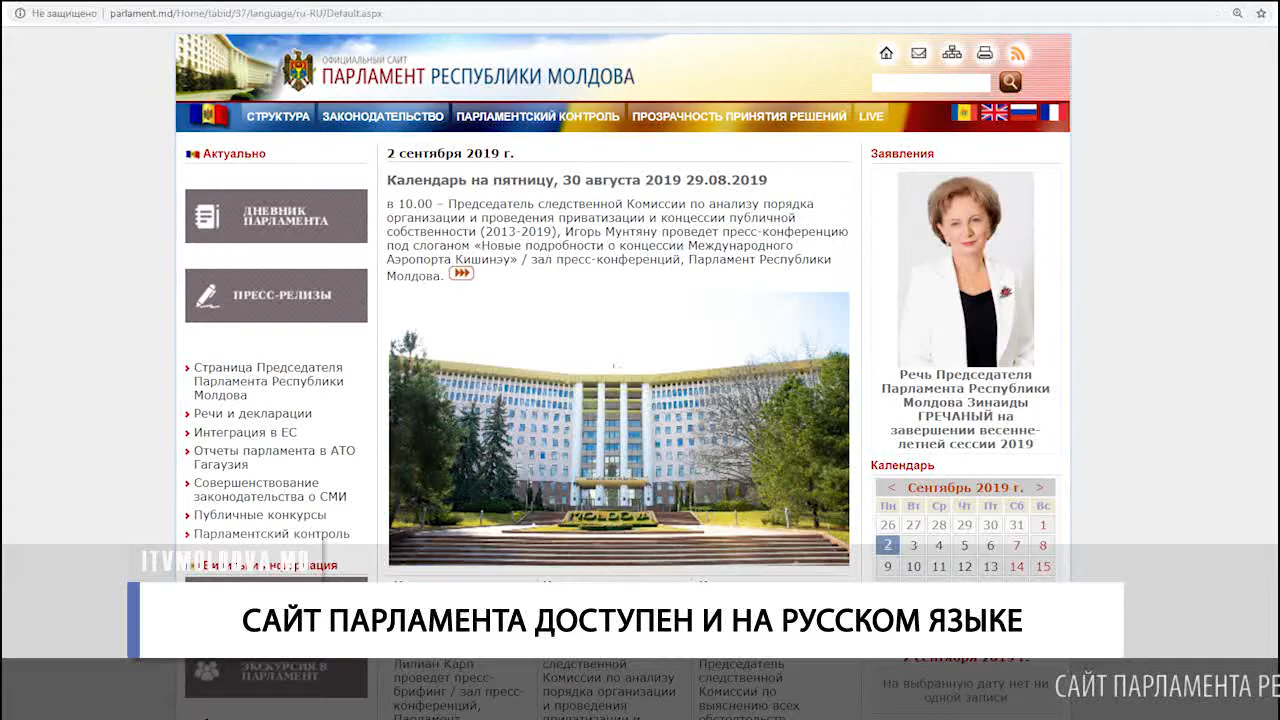 Не защищено
parlament.md/Home/tabid/37/language/ru-RU/Default.aspx
ОФИЦИАЛЬНЫЙ САЙТ
ПАРЛАМЕНТ РЕСПУБЛИКИ МОЛДОВА
СТРУКТУРА ЗАКОНОДАТЕЛЬСТВО ПАРЛАМЕНТСКИЙ КОНТРОЛЬ ПРОЗРАЧНОСТЬ ПРИНЯТИЯ РЕШЕНИЙ LIVE
Актуально
ДНЕВНИК
ПАРЛАМЕНТА
ПРЕСС-РЕЛИЗЫ
Страница Председателя
Парламента Республики
Молдова
Речи и декларации
Интеграция в ЕС
Отчеты парламента в АТО
Гагаузия
Совершенствование
законодательства о СМИ
Публичные конкурсы
Парламентский контроль
2 сентября 2019 г.
Календарь на пятницу, 30 августа 2019 29.08.2019
в 10.00 – Председатель следственной Комиссии по анализу порядка
организации и проведения приватизации и концессии публичной
собственности (2013-2019), Игорь Мунтяну проведет пресс-конференцию
под слоганом «Новые подробности о концессии Международного
Аэропорта Кишинэу» / зал пресс-конференций, Парламент Республики
Молдова.
MOLDOVA
Заявления
Речь Председателя
Парламента Республики
Молдова Зинаиды
ГРЕЧАНЫЙ на
завершении весенне-
летней сессии 2019
Календарь
< Сентябрь 2019 г. >
Пн Вт Ср Чт Пт Сб Вс
26 27 28 29 30 31 1
2 3 4 5 6 7 8
9 10 11 12 13 14 15
ITVMOLDOVA.MD
САЙТ ПАРЛАМЕНТА ДОСТУПЕН И НА РУССКОМ ЯЗЫКЕ
ЭКСКУРСИЯ В
ПАРЛАМЕНТ
Лилиан Карп
проведет пресс-
брифинг / зал пресс-
конференций,
Парламент
следственной
Комиссии по анализу
порядка организации
и проведения
приватизации и
Председатель
следственной
Комиссии по
выяснению всех
обстоятельств
2 сентября 2019 г.
На выбранную дату нет ни
одной записи
САЙТ ПАРЛАМЕНТА РЕ